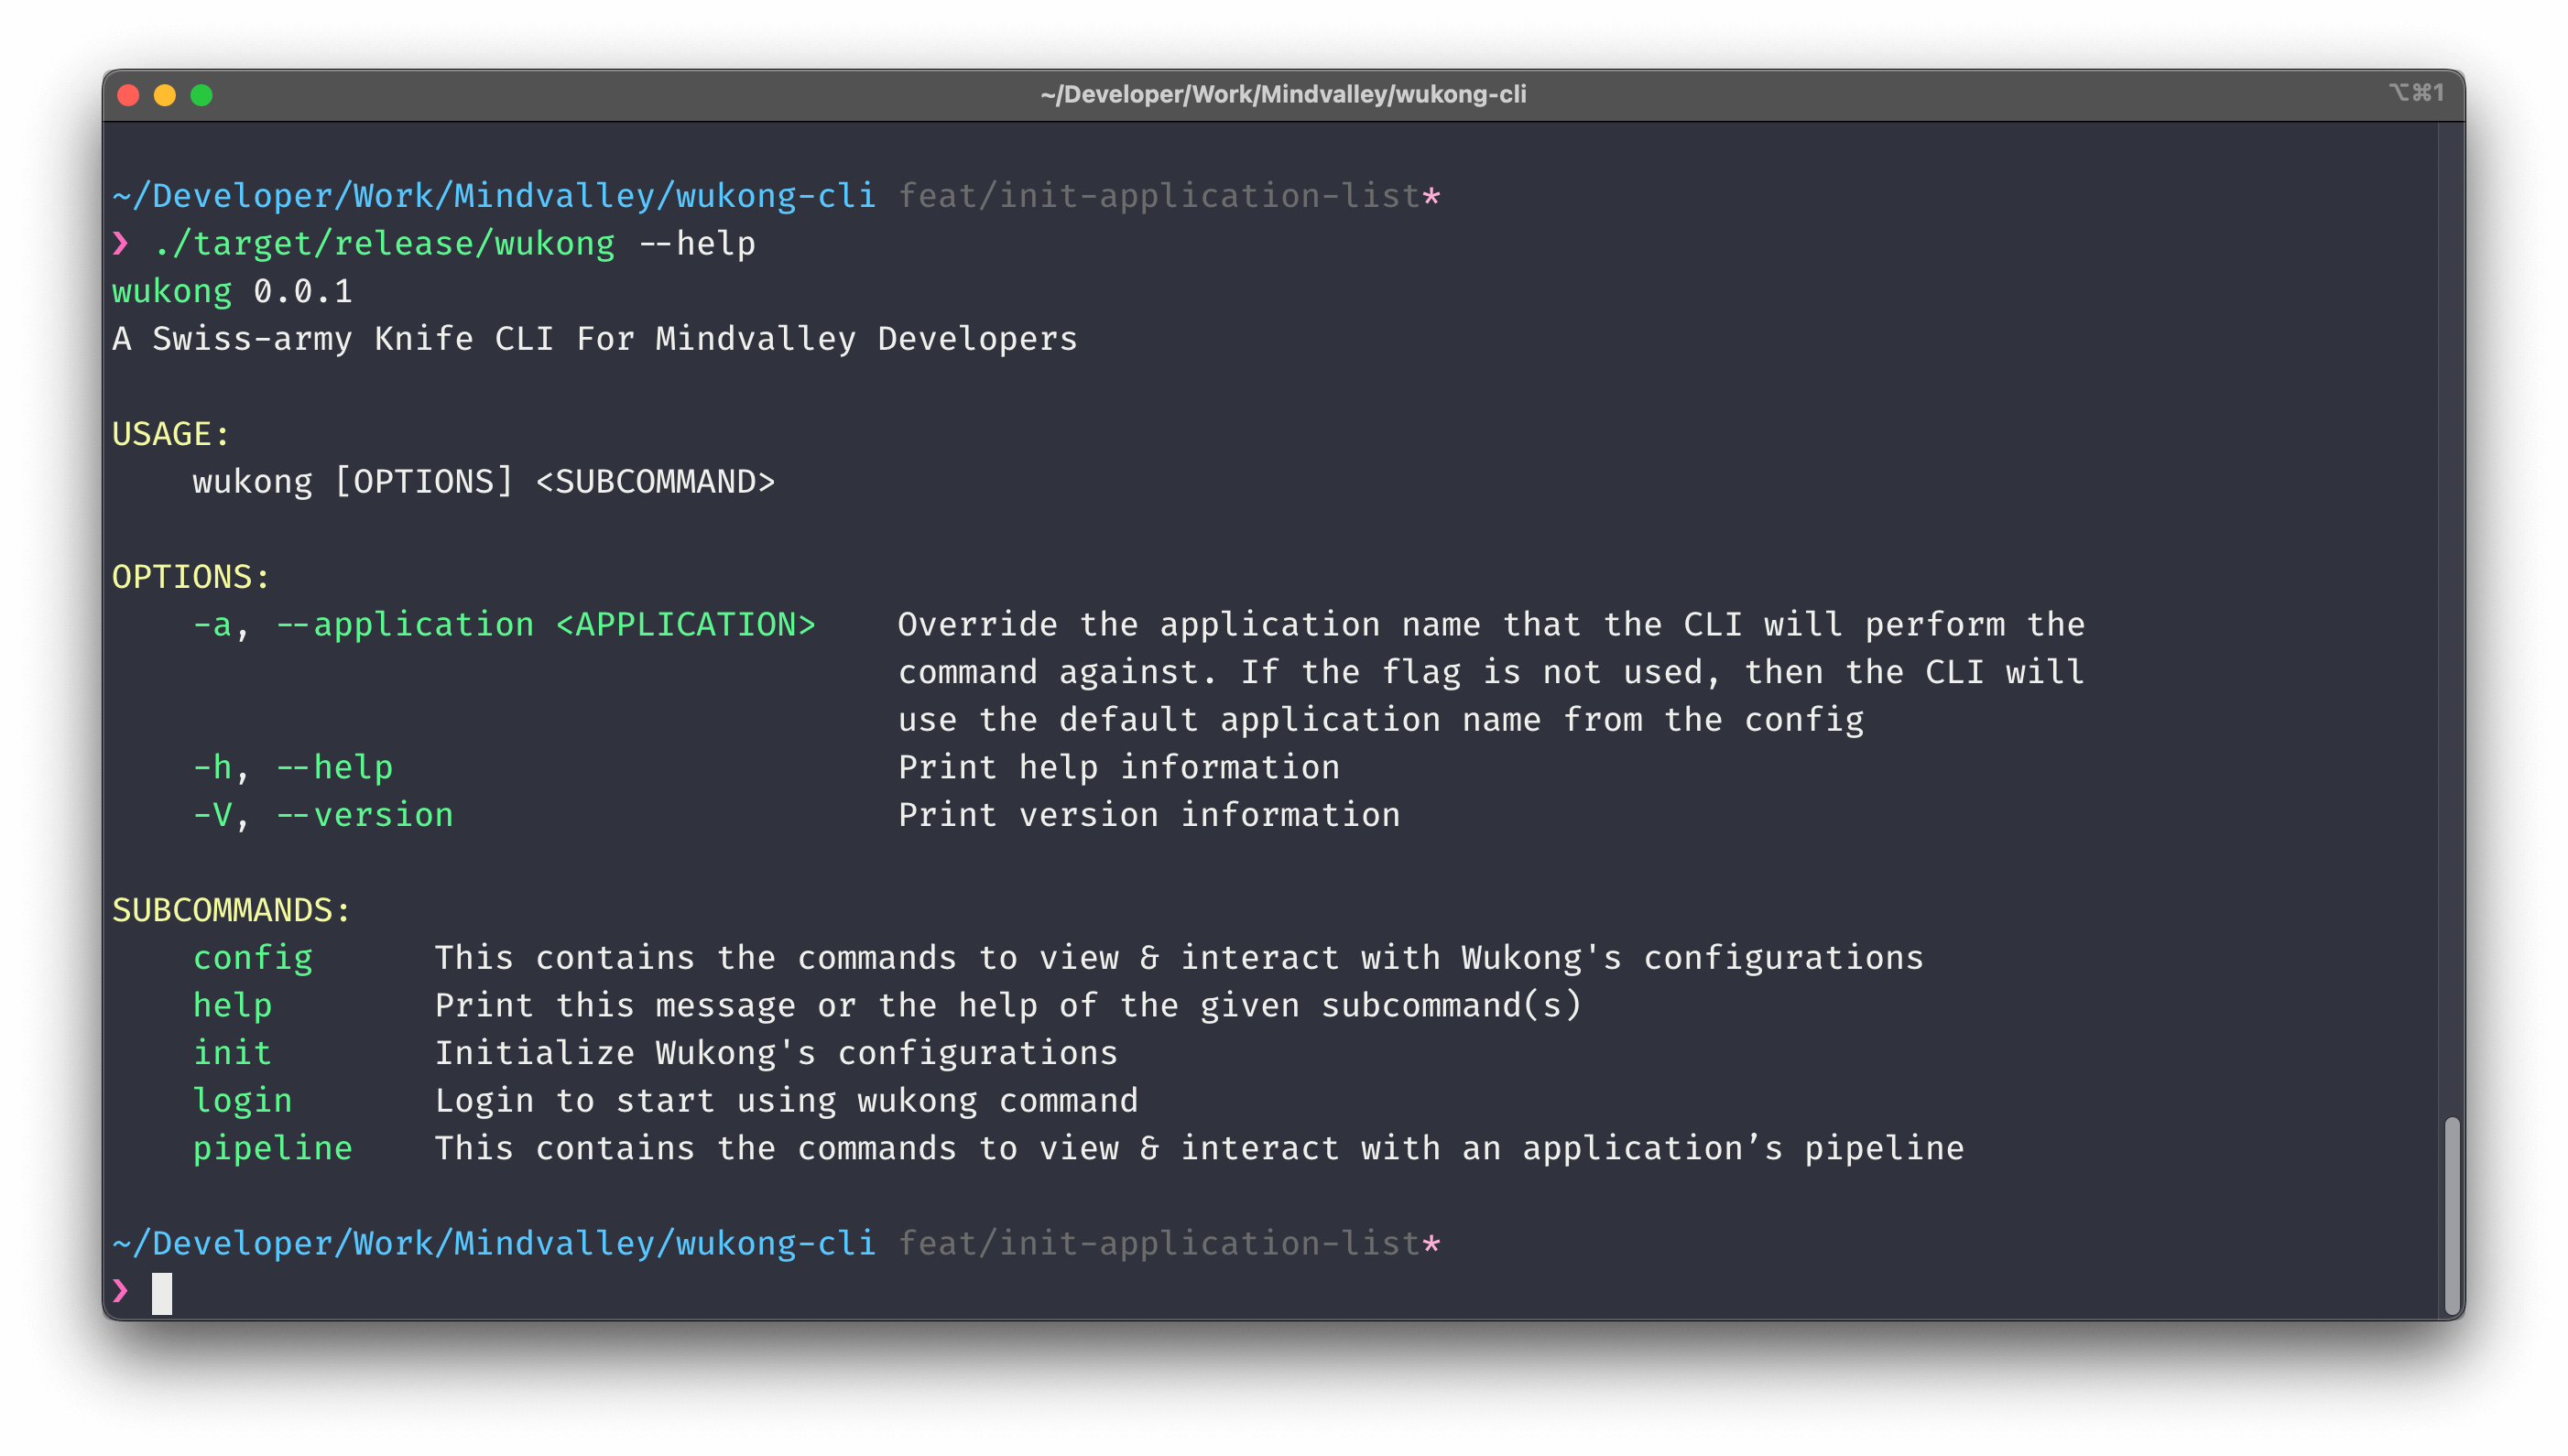 ~/Developer/Work/Mindvalley/wukong-cli ⌥⌘1
~/Developer/Work/Mindvalley/wukong-cli feat/init-application-list*
❯ ./target/release/wukong --help
wukong 0.0.1
A Swiss-army Knife CLI For Mindvalley Developers
USAGE:
wukong [OPTIONS] <SUBCOMMAND>
OPTIONS:
-a, --application <APPLICATION> Override the application name that the CLI will perform the
command against. If the flag is not used, then the CLI will
use the default application name from the config
-h, --help Print help information
-V, --version Print version information
SUBCOMMANDS:
config This contains the commands to view & interact with Wukong's configurations
help Print this message or the help of the given subcommand(s)
init Initialize Wukong's configurations
login Login to start using wukong command
pipeline This contains the commands to view & interact with an application’s pipeline
~/Developer/Work/Mindvalley/wukong-cli feat/init-application-list*
❯